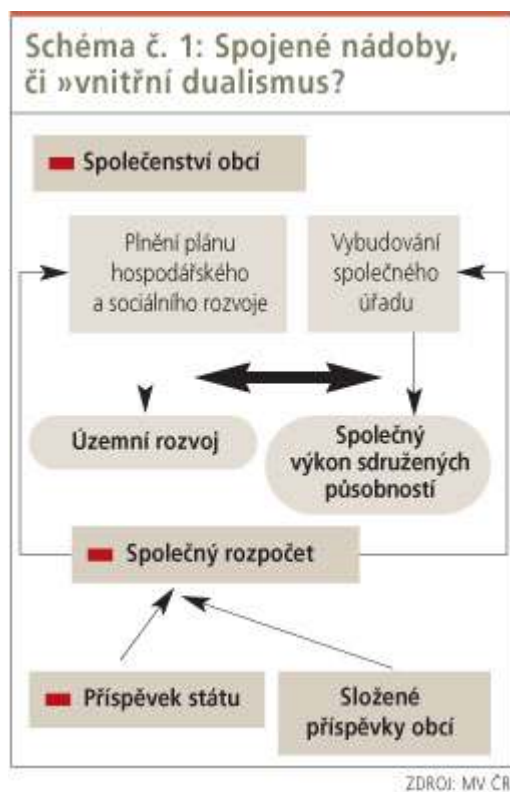 Schéma č. 1: Spojené nádoby,
či »vnitřní dualismus?
Společenství obcí
Plnění plánu
hospodářského
a sociálního rozvoje
Vybudování
společného
úřadu
Územní rozvoj
Společný
výkon sdružených
působností
Společný rozpočet
Příspěvek státu
Složené
příspěvky obcí
ZDROJ: MV ČR